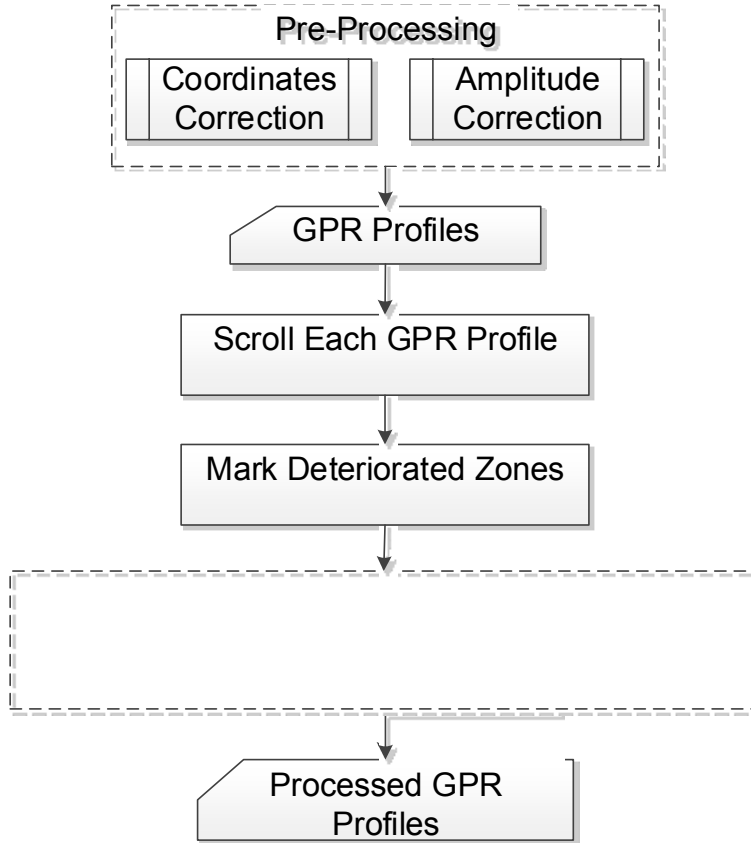 Pre-Processing
Coordinates
Correction
Amplitude
Correction
GPR Profiles
Scroll Each GPR Profile
Mark Deteriorated Zones
Processed GPR
Profiles